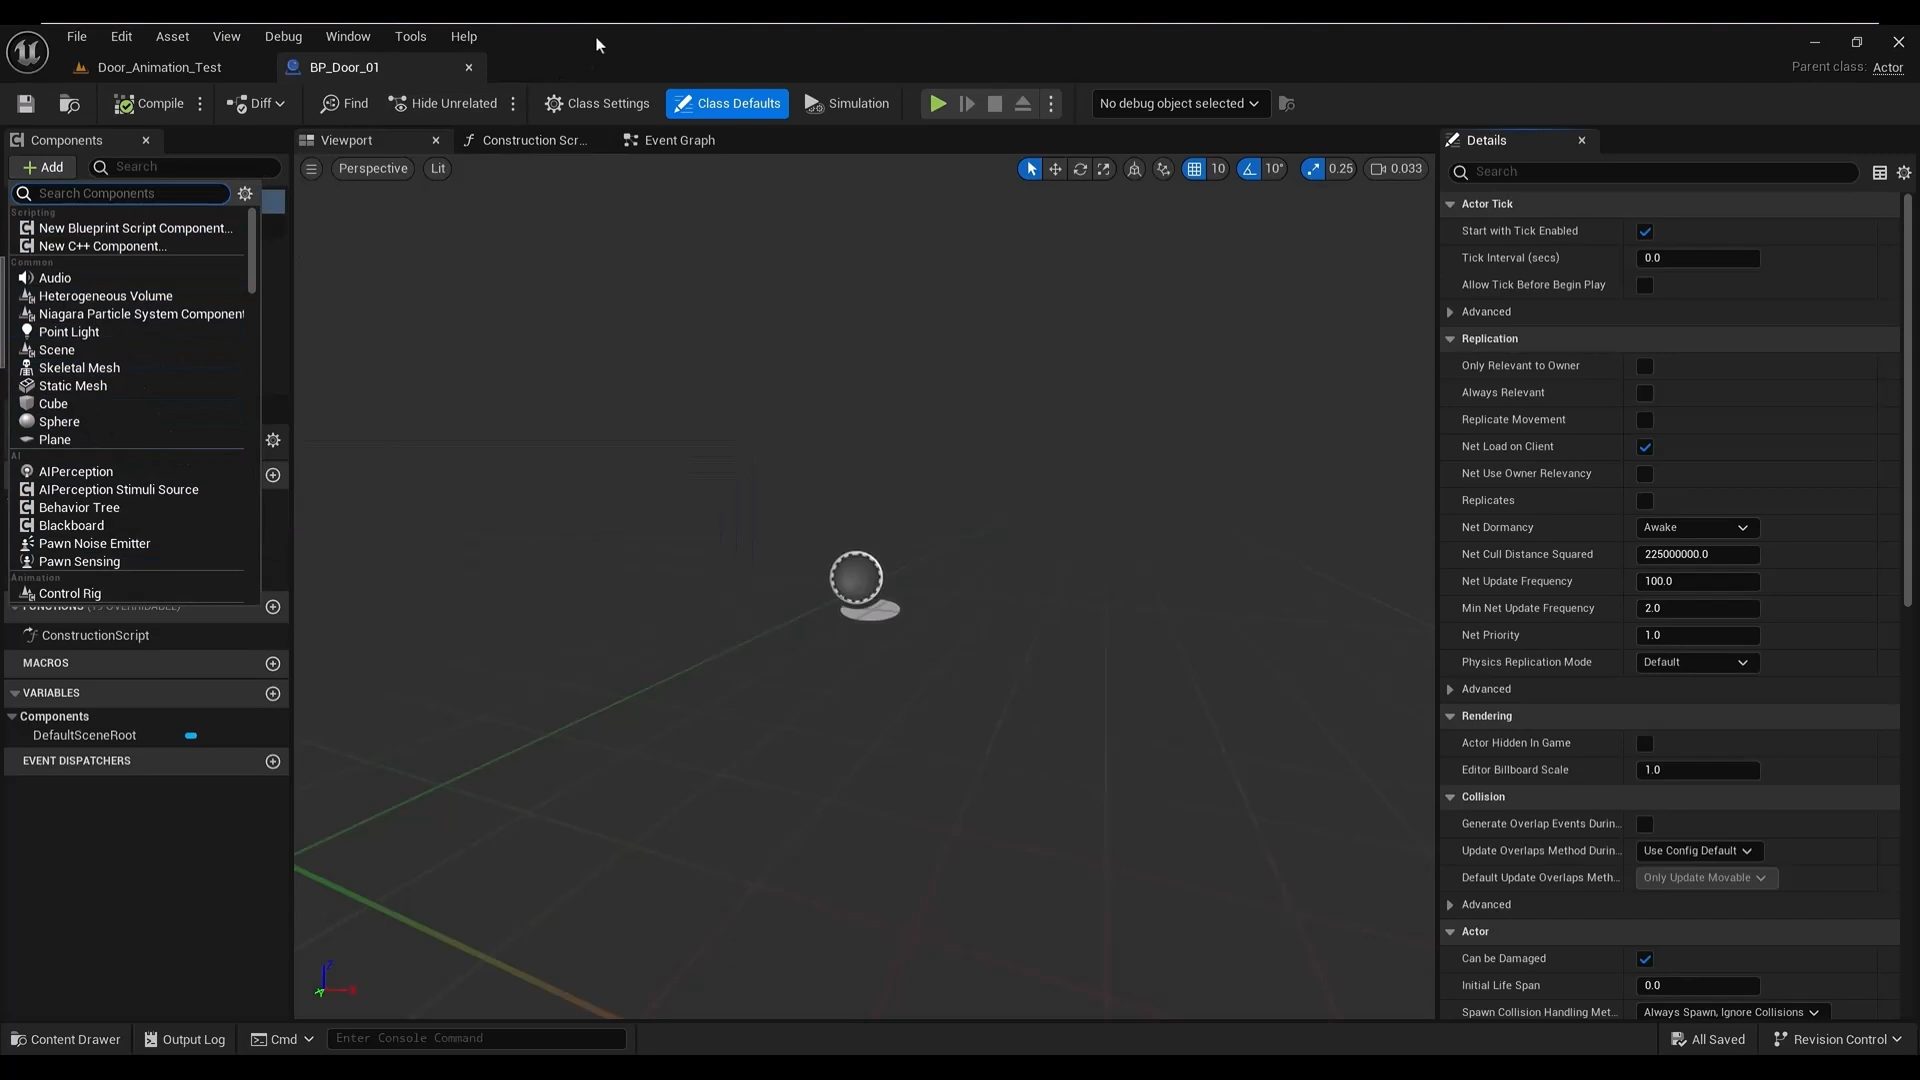 File Edit Asset View Debug Window Tools Help
Door_Animation_Test
BP_Door_01
Parent class: Actor
Compile
Diff
Find
Hide Unrelated
Class Settings
Class Defaults
Simulation
No debug object selected
Components
Add
Search
Search Components
Scripting
New Blueprint Script Component...
New C++ Component...
Common
Audio
Heterogeneous Volume
Niagara Particle System Component
Point Light
Scene
Skeletal Mesh
Static Mesh
Cube
Sphere
Plane
AI
AIPerception
AIPerception Stimuli Source
Behavior Tree
Blackboard
Pawn Noise Emitter
Pawn Sensing
Animation
Control Rig
ConstructionScript
MACROS
VARIABLES
Components
DefaultSceneRoot
EVENT DISPATCHERS
Viewport
Construction Scr...
Event Graph
Perspective
Lit
10
10°
0.25
0.033
Z
Details
Search
Actor Tick
Start with Tick Enabled
Tick Interval (secs) 0.0
Allow Tick Before Begin Play
Advanced
Replication
Only Relevant to Owner
Always Relevant
Replicate Movement
Net Load on Client
Net Use Owner Relevancy
Replicates
Net Dormancy Awake
Net Cull Distance Squared 225000000.0
Net Update Frequency 100.0
Min Net Update Frequency 2.0
Net Priority 1.0
Physics Replication Mode Default
Advanced
Rendering
Actor Hidden In Game
Editor Billboard Scale 1.0
Collision
Generate Overlap Events Durin...
Update Overlaps Method Durin... Use Config Default
Default Update Overlaps Meth... Only Update Movable
Advanced
Actor
Can be Damaged
Initial Life Span 0.0
Spawn Collision Handling Met... Always Spawn, Ignore Collisions
Content Drawer
Output Log
Cmd
Enter Console Command
All Saved
Revision Control